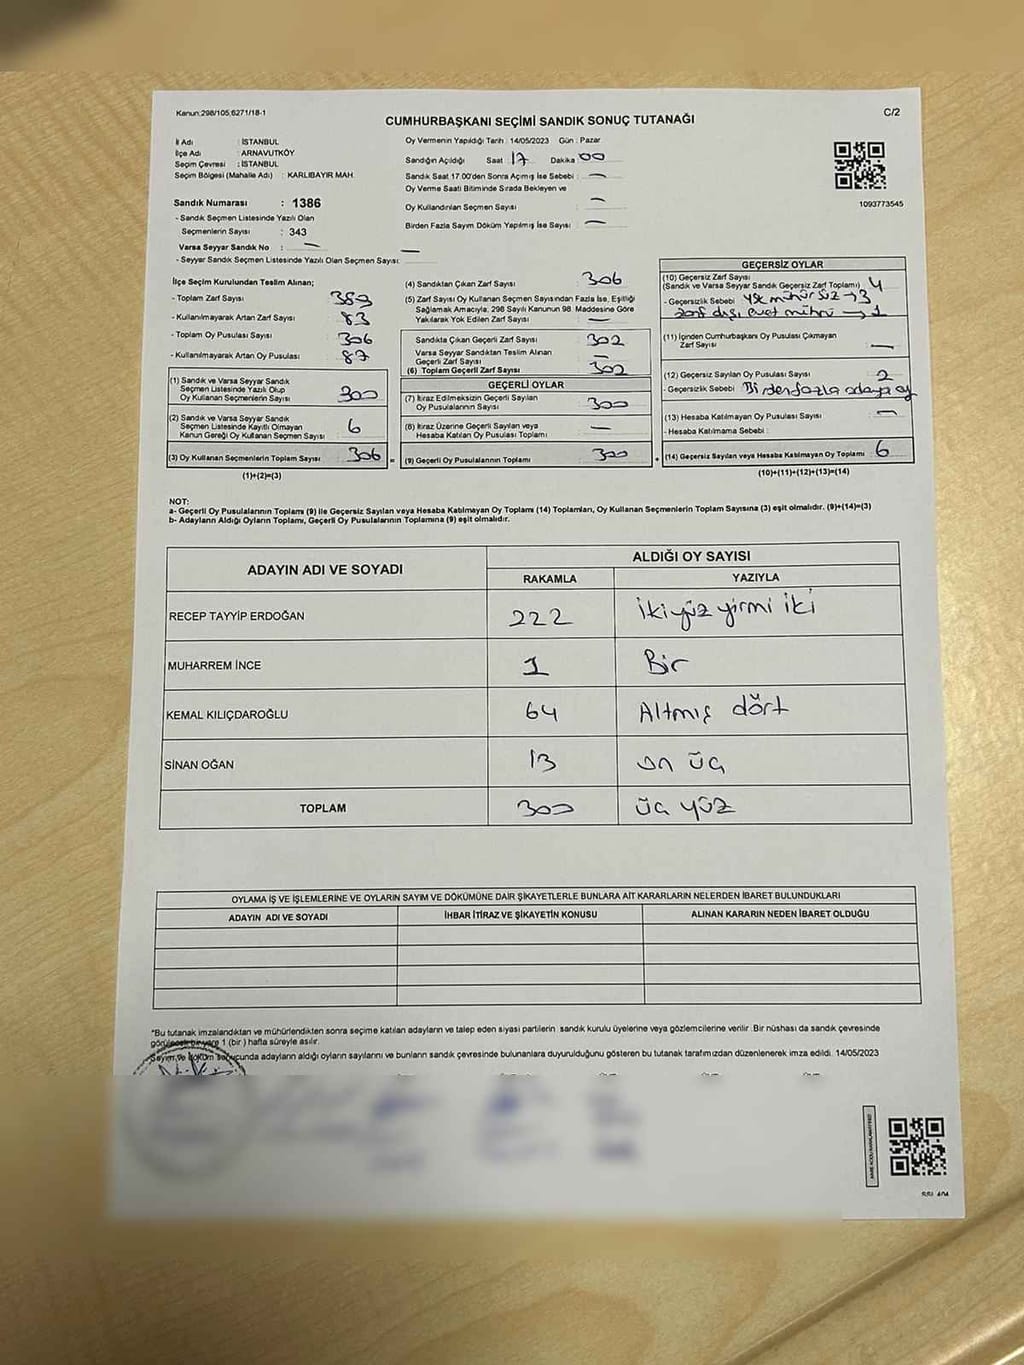 Kanun:298/105,6271/18-1
C/2
CUMHURBAŞKANI SEÇİMİ SANDIK SONUÇ TUTANAĞI
İl Adı : İSTANBUL
İlçe Adı : ARNAVUTKÖY
Seçim Çevresi : İSTANBUL
Seçim Bölgesi (Mahalle Adı) : KARLIBAYIR MAH.
Sandık Numarası : 1386
- Sandık Seçmen Listesinde Yazılı Olan
Seçmenlerin Sayısı : 343
Varsa Seyyar Sandık No : —
- Seyyar Sandık Seçmen Listesinde Yazılı Olan Seçmen Sayısı: —
Oy Vermenin Yapıldığı Tarih : 14/05/2023 Gün : Pazar
Sandığın Açıldığı Saat 17 Dakika 00
Sandık Saat 17.00'den Sonra Açmış İse Sebebi : —
Oy Verme Saati Bitiminde Sırada Bekleyen ve
Oy Kullandırılan Seçmen Sayısı : —
Birden Fazla Sayım Döküm Yapılmış İse Sayısı : —
1093773545
İlçe Seçim Kurulundan Teslim Alınan;
- Toplam Zarf Sayısı 389
- Kullanılmayarak Artan Zarf Sayısı 83
- Toplam Oy Pusulası Sayısı 306
- Kullanılmayarak Artan Oy Pusulası 87
(1) Sandık ve Varsa Seyyar Sandık
Seçmen Listesinde Yazılı Olup
Oy Kullanan Seçmenlerin Sayısı 300
(2) Sandık ve Varsa Seyyar Sandık
Seçmen Listesinde Kayıtlı Olmayan
Kanun Gereği Oy Kullanan Seçmen Sayısı 6
(3) Oy Kullanan Seçmenlerin Toplam Sayısı 306 =
(1)+(2)=(3)
(4) Sandıktan Çıkan Zarf Sayısı 306
(5) Zarf Sayısı Oy Kullanan Seçmen Sayısından Fazla İse, Eşitliği
Sağlamak Amacıyla; 298 Sayılı Kanunun 98. Maddesine Göre
Yakılarak Yok Edilen Zarf Sayısı —
Sandıkta Çıkan Geçerli Zarf Sayısı 302
Varsa Seyyar Sandıktan Teslim Alınan
Geçerli Zarf Sayısı —
(6) Toplam Geçerli Zarf Sayısı 302
GEÇERLİ OYLAR
(7) İtiraz Edilmeksizin Geçerli Sayılan
Oy Pusulalarının Sayısı 300
(8) İtiraz Üzerine Geçerli Sayılan veya
Hesaba Katılan Oy Pusulası Toplamı —
(9) Geçerli Oy Pusulalarının Toplamı 300 +
GEÇERSİZ OYLAR
(10) Geçersiz Zarf Sayısı
(Sandık ve Varsa Seyyar Sandık Geçersiz Zarf Toplamı) 4
- Geçersizlik Sebebi YSK mühürsüz → 3
zarf dışı evet mührü → 1
(11) İçinden Cumhurbaşkanı Oy Pusulası Çıkmayan
Zarf Sayısı —
(12) Geçersiz Sayılan Oy Pusulası Sayısı 2
- Geçersizlik Sebebi Birden fazla adaya oy
(13) Hesaba Katılmayan Oy Pusulası Sayısı —
- Hesaba Katılmama Sebebi :
(14) Geçersiz Sayılan veya Hesaba Katılmayan Oy Toplamı 6
(10)+(11)+(12)+(13)=(14)
NOT:
a- Geçerli Oy Pusulalarının Toplamı (9) ile Geçersiz Sayılan veya Hesaba Katılmayan Oy Toplamı (14) Toplamları, Oy Kullanan Seçmenlerin Toplam Sayısına (3) eşit olmalıdır. (9)+(14)=(3)
b- Adayların Aldığı Oyların Toplamı, Geçerli Oy Pusulalarının Toplamına (9) eşit olmalıdır.
ADAYIN ADI VE SOYADI
ALDIĞI OY SAYISI
RAKAMLA YAZIYLA
RECEP TAYYİP ERDOĞAN 222 İki yüz yirmi iki
MUHARREM İNCE 1 Bir
KEMAL KILIÇDAROĞLU 64 Altmış dört
SİNAN OĞAN 13 on üç
TOPLAM 300 üç yüz
OYLAMA İŞ VE İŞLEMLERİNE VE OYLARIN SAYIM VE DÖKÜMÜNE DAİR ŞİKAYETLERLE BUNLARA AİT KARARLARIN NELERDEN İBARET BULUNDUKLARI
ADAYIN ADI VE SOYADI İHBAR İTİRAZ VE ŞİKAYETİN KONUSU ALINAN KARARIN NEDEN İBARET OLDUĞU
*Bu tutanak imzalandıktan ve mühürlendikten sonra seçime katılan adayların ve talep eden siyasi partilerin sandık kurulu üyelerine veya gözlemcilerine verilir. Bir nüshası da sandık çevresinde
görülecek bir yere 1 (bir ) hafta süreyle asılır.
Sayım ve döküm sonucunda adayların aldığı oyların sayılarını ve bunların sandık çevresinde bulunanlara duyurulduğunu gösteren bu tutanak tarafımızdan düzenlenerek imza edildi. 14/05/2023